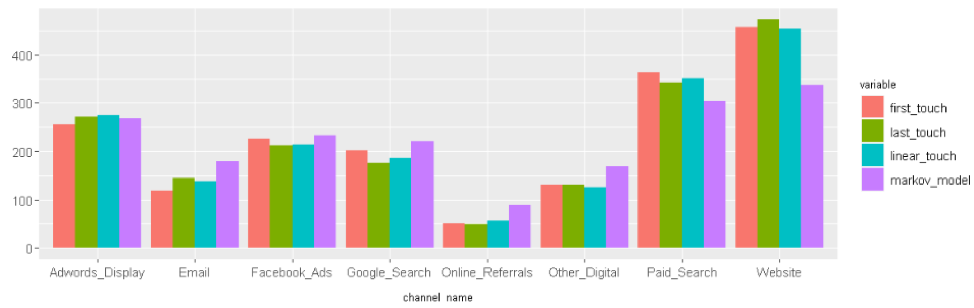 400
300
200
100
0
Adwords_Display Email Facebook_Ads Google_Search Online_Referrals Other_Digital Paid_Search Website
channel_name
variable
first_touch
last_touch
linear_touch
markov_model